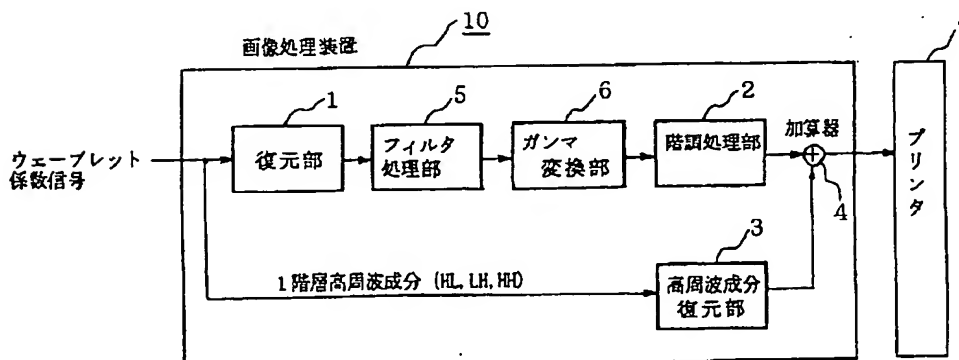 10
画像処理装置
1
5
6
2
加算器
ウェーブレット
係数信号
復元部
フィルタ
処理部
ガンマ
変換部
階調処理部
4
プリンタ
3
1階層高周波成分 (HL, LH, HH)
高周波成分
復元部